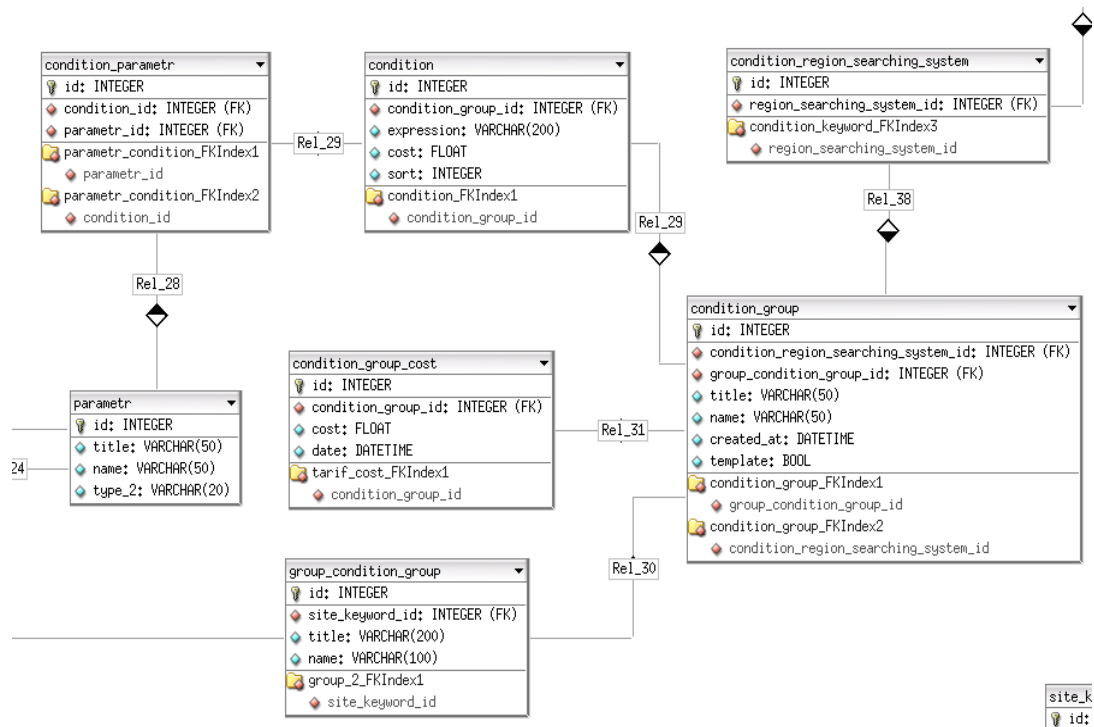 condition_parametr
id: INTEGER
condition_id: INTEGER (FK)
parametr_id: INTEGER (FK)
parametr_condition_FKIndex1
parametr_id
parametr_condition_FKIndex2
condition_id
Rel_29
condition
id: INTEGER
condition_group_id: INTEGER (FK)
expression: VARCHAR(200)
cost: FLOAT
sort: INTEGER
condition_FKIndex1
condition_group_id
Rel_29
condition_region_searching_system
id: INTEGER
region_searching_system_id: INTEGER (FK)
condition_keyword_FKIndex3
region_searching_system_id
Rel_38
Rel_28
parametr
id: INTEGER
title: VARCHAR(50)
name: VARCHAR(50)
type_2: VARCHAR(20)
24
condition_group_cost
id: INTEGER
condition_group_id: INTEGER (FK)
cost: FLOAT
date: DATETIME
tarif_cost_FKIndex1
condition_group_id
Rel_31
condition_group
id: INTEGER
condition_region_searching_system_id: INTEGER (FK)
group_condition_group_id: INTEGER (FK)
title: VARCHAR(50)
name: VARCHAR(50)
created_at: DATETIME
template: BOOL
condition_group_FKIndex1
group_condition_group_id
condition_group_FKIndex2
condition_region_searching_system_id
Rel_30
group_condition_group
id: INTEGER
site_keyword_id: INTEGER (FK)
title: VARCHAR(200)
name: VARCHAR(100)
group_2_FKIndex1
site_keyword_id
site_k
id: